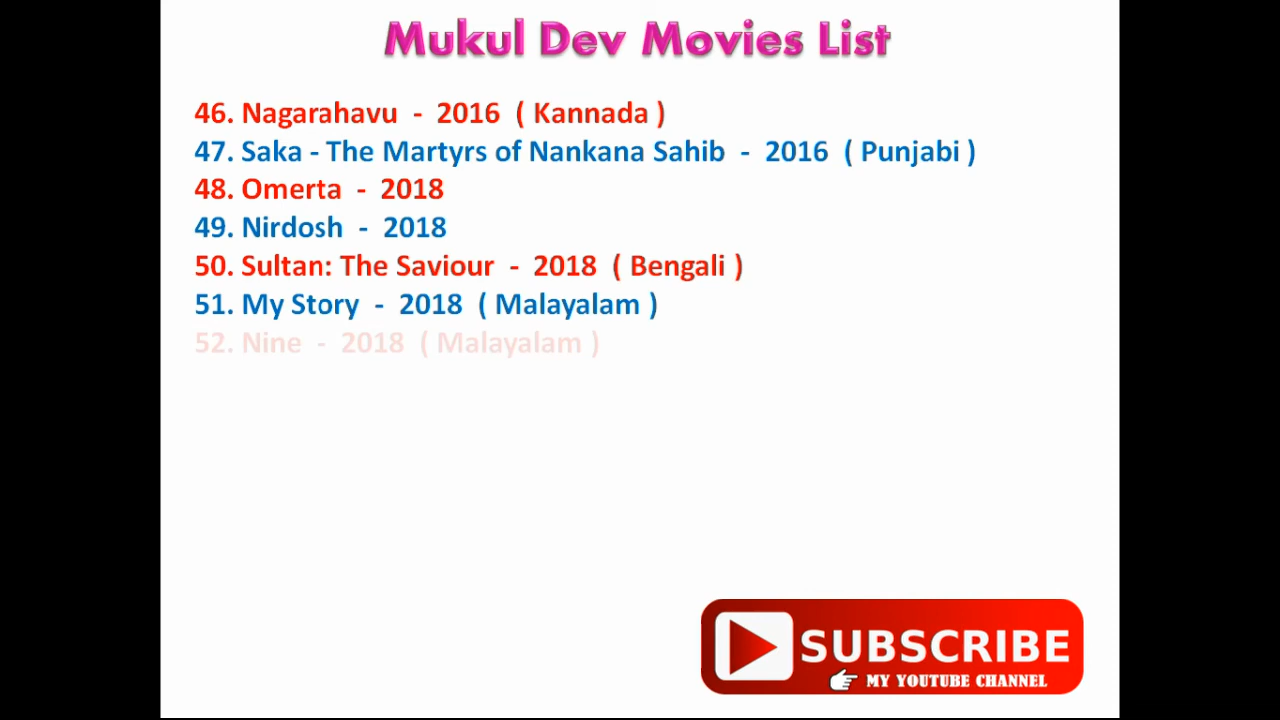 Mukul Dev Movies List
46. Nagarahavu - 2016 ( Kannada )
47. Saka - The Martyrs of Nankana Sahib - 2016 ( Punjabi )
48. Omerta - 2018
49. Nirdosh - 2018
50. Sultan: The Saviour - 2018 ( Bengali )
51. My Story - 2018 ( Malayalam )
52. Nine - 2018 ( Malayalam )
SUBSCRIBE
MY YOUTUBE CHANNEL